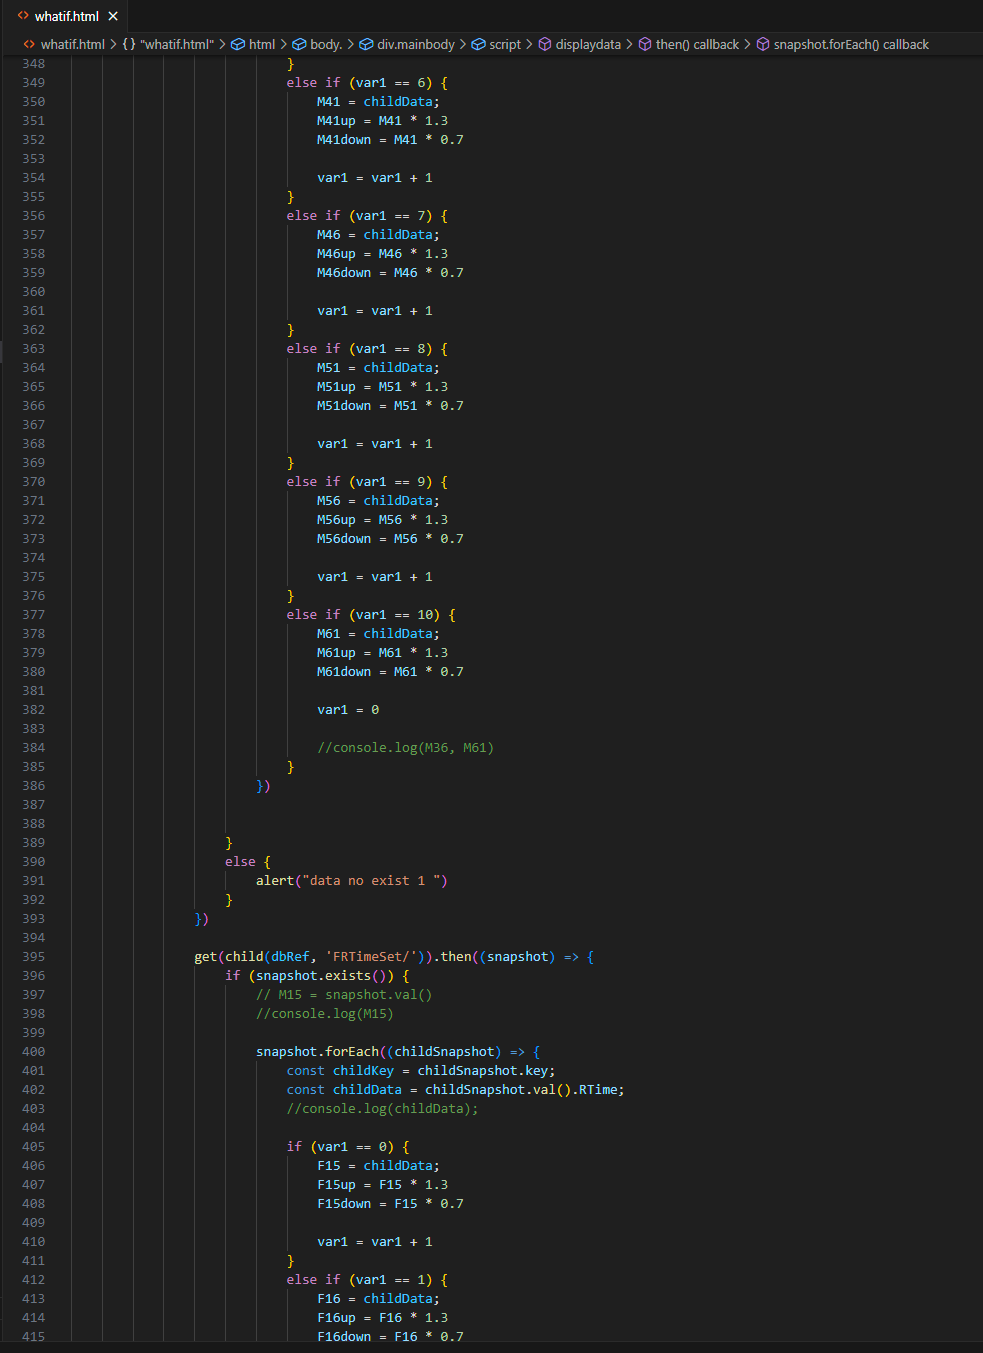 <> whatif.html ×
<> whatif.html > {} "whatif.html" > html > body. > div.mainbody > script > displaydata > then() callback > snapshot.forEach() callback
348 }
349 else if (var1 == 6) {
350 M41 = childData;
351 M41up = M41 * 1.3
352 M41down = M41 * 0.7
353
354 var1 = var1 + 1
355 }
356 else if (var1 == 7) {
357 M46 = childData;
358 M46up = M46 * 1.3
359 M46down = M46 * 0.7
360
361 var1 = var1 + 1
362 }
363 else if (var1 == 8) {
364 M51 = childData;
365 M51up = M51 * 1.3
366 M51down = M51 * 0.7
367
368 var1 = var1 + 1
369 }
370 else if (var1 == 9) {
371 M56 = childData;
372 M56up = M56 * 1.3
373 M56down = M56 * 0.7
374
375 var1 = var1 + 1
376 }
377 else if (var1 == 10) {
378 M61 = childData;
379 M61up = M61 * 1.3
380 M61down = M61 * 0.7
381
382 var1 = 0
383
384 //console.log(M36, M61)
385 }
386 })
387
388
389 }
390 else {
391 alert("data no exist 1 ")
392 }
393 })
394
395 get(child(dbRef, 'FRTimeSet/')).then((snapshot) => {
396 if (snapshot.exists()) {
397 // M15 = snapshot.val()
398 //console.log(M15)
399
400 snapshot.forEach((childSnapshot) => {
401 const childKey = childSnapshot.key;
402 const childData = childSnapshot.val().RTime;
403 //console.log(childData);
404
405 if (var1 == 0) {
406 F15 = childData;
407 F15up = F15 * 1.3
408 F15down = F15 * 0.7
409
410 var1 = var1 + 1
411 }
412 else if (var1 == 1) {
413 F16 = childData;
414 F16up = F16 * 1.3
415 F16down = F16 * 0.7